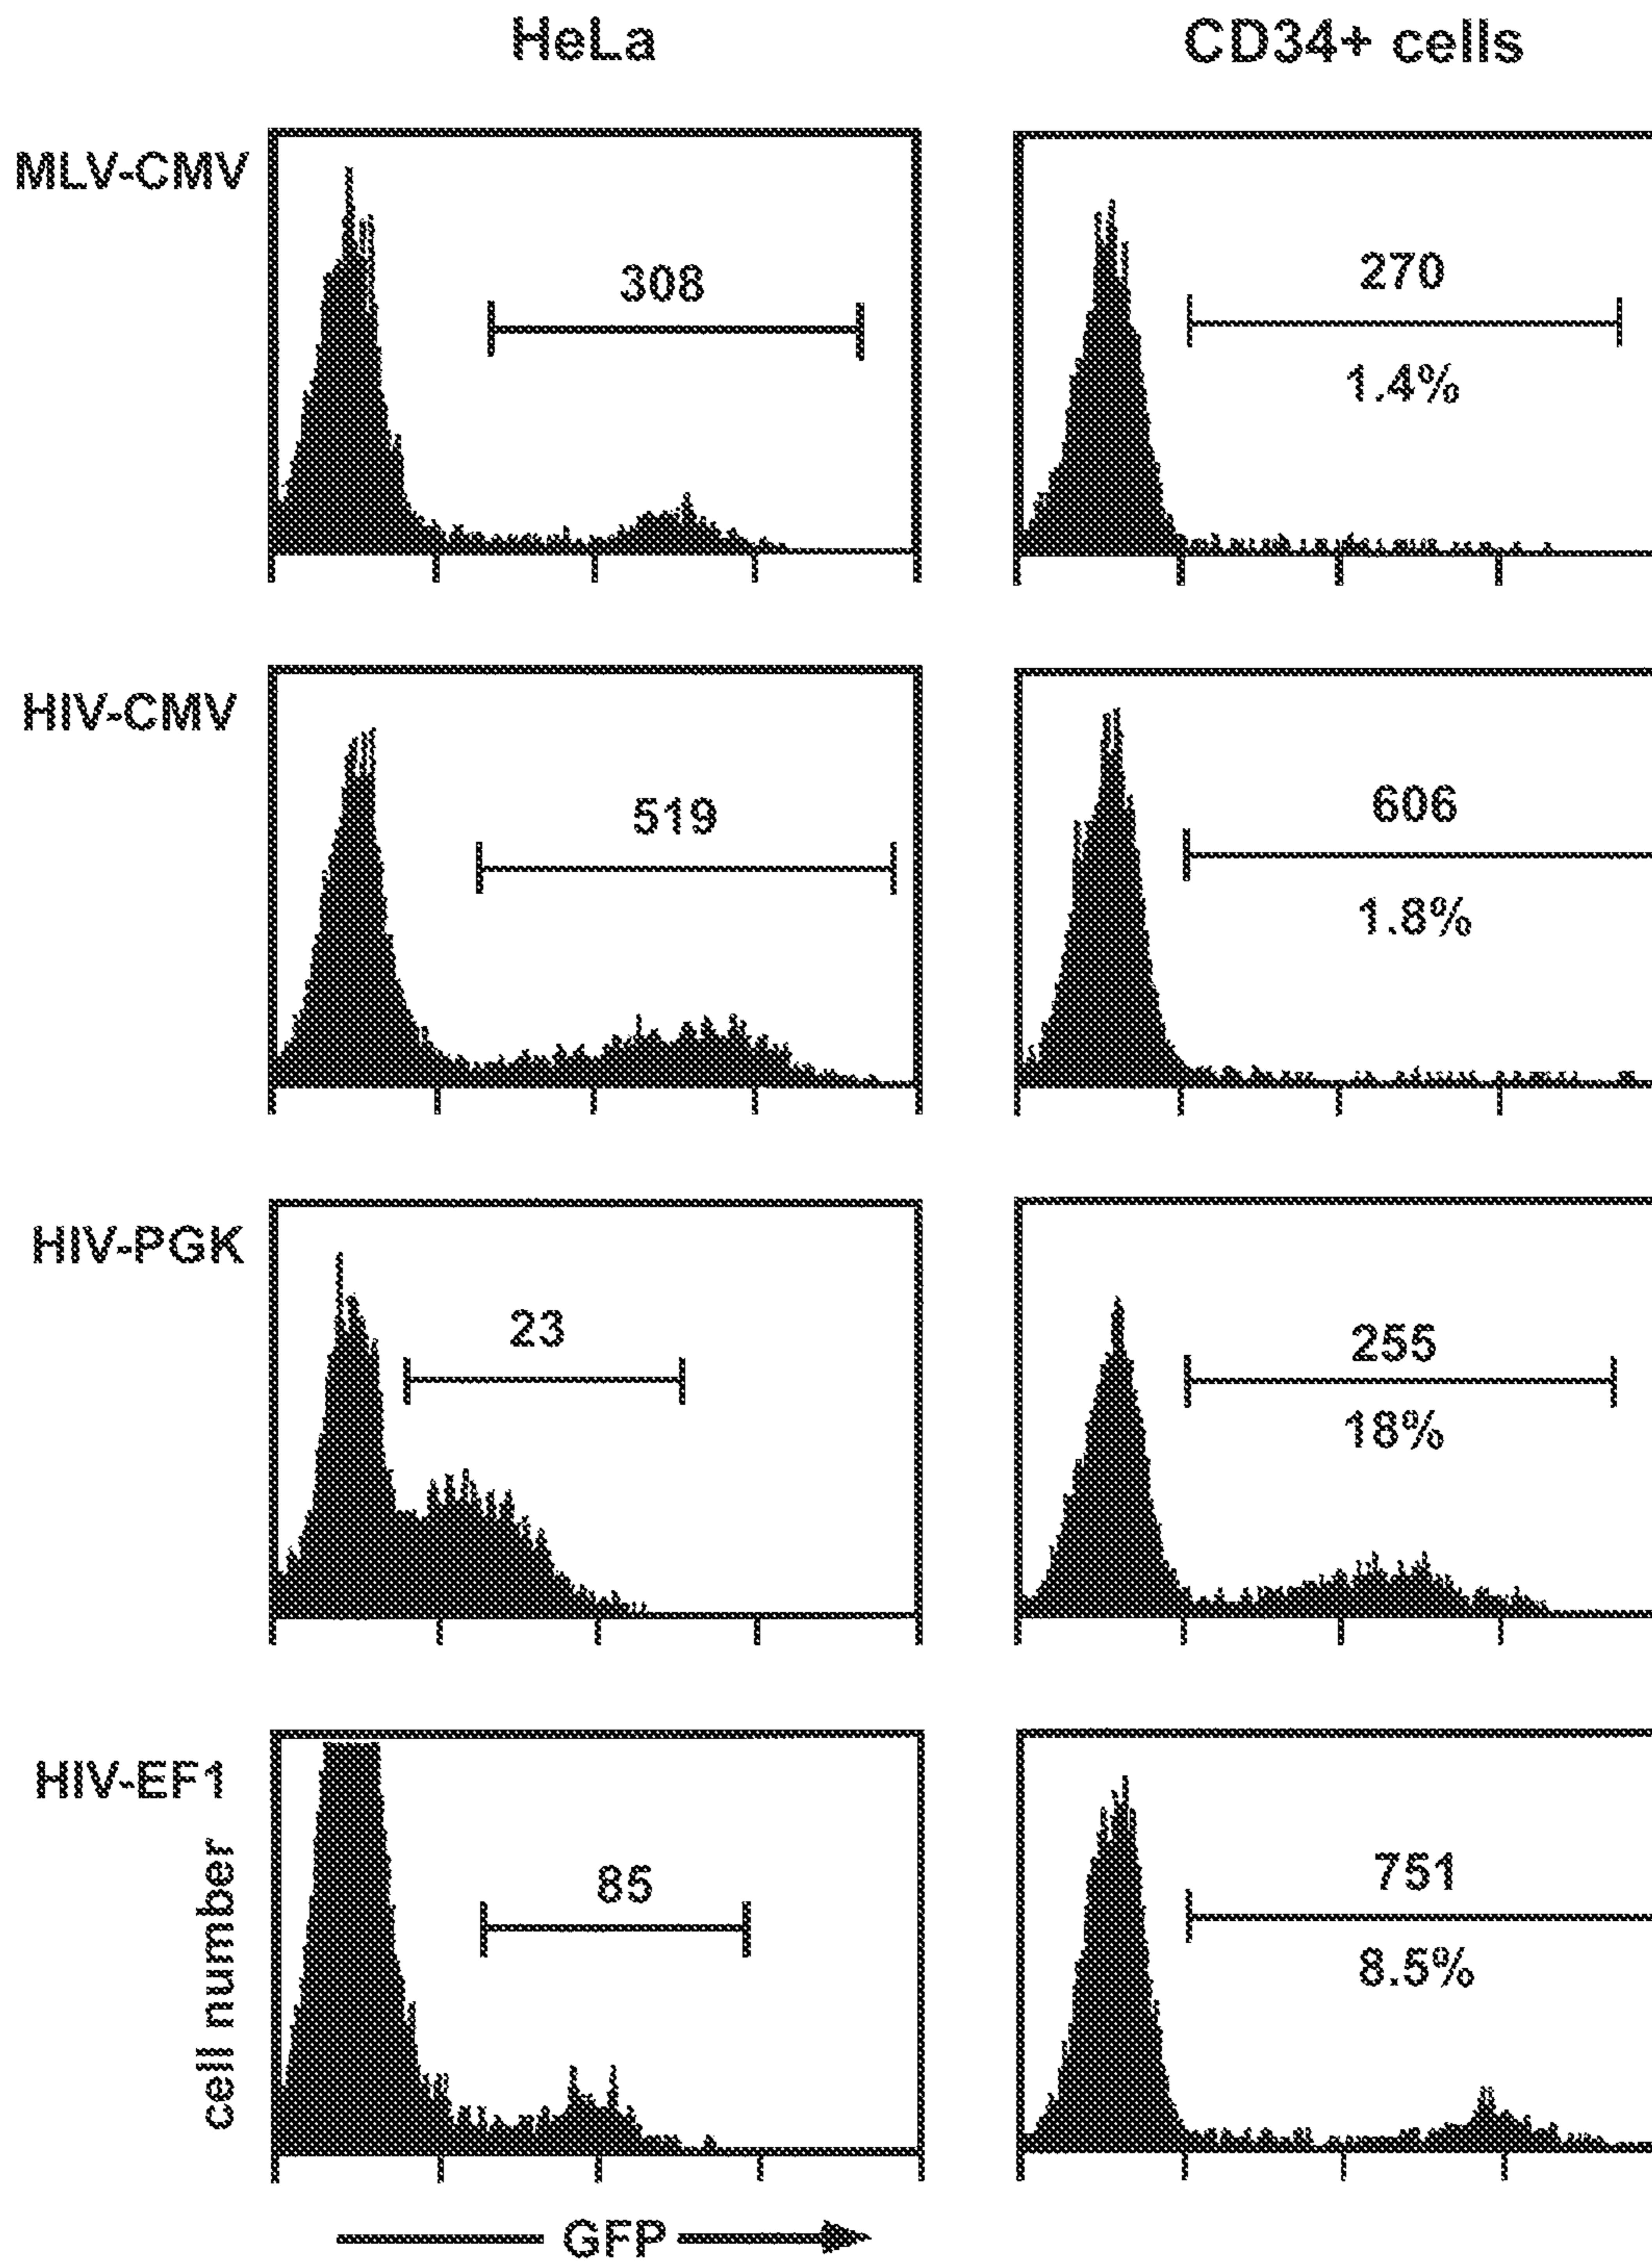 HeLa
CD34+ cells
MLV-CMV
308
270
1.4%
HIV-CMV
519
606
1.8%
HIV-PGK
23
255
18%
HIV-EF1
85
751
8.5%
cell number
GFP